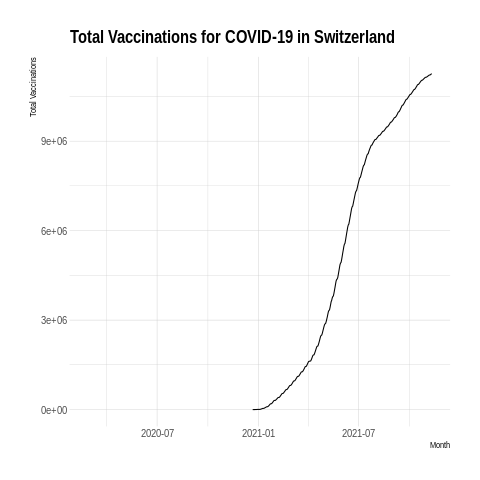 Total Vaccinations for COVID-19 in Switzerland
Total Vaccinations
9e+06
6e+06
3e+06
0e+00
2020-07 2021-01 2021-07
Month